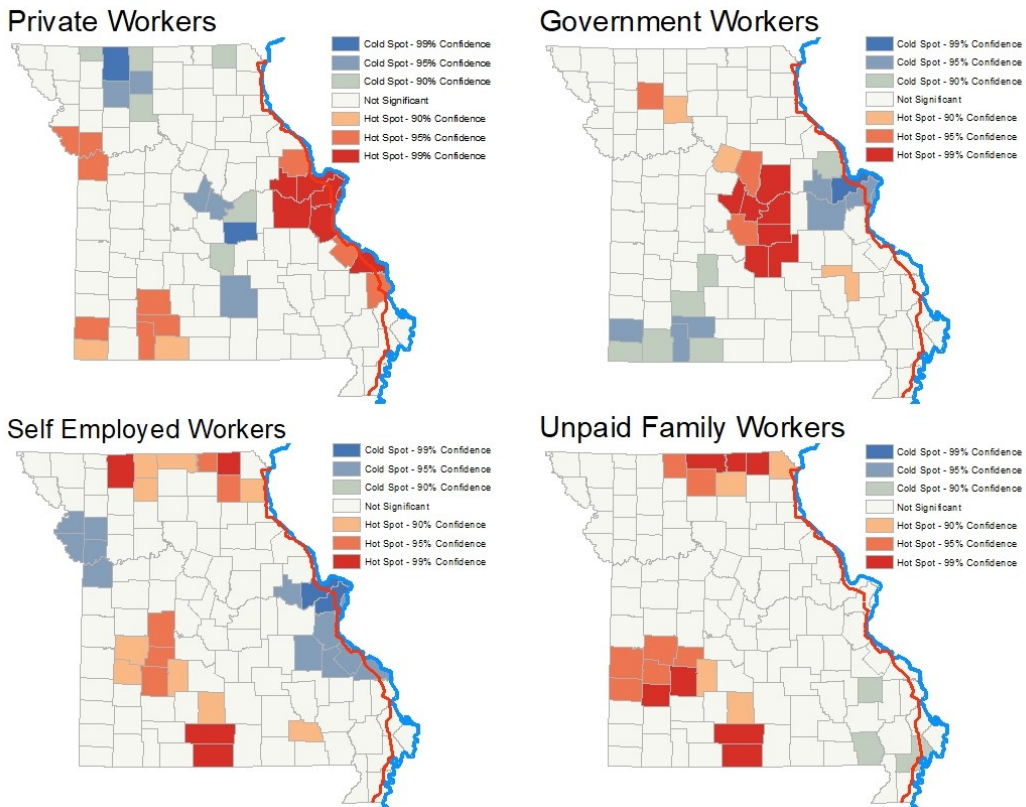 Private Workers
Cold Spot - 99% Confidence
Cold Spot - 95% Confidence
Cold Spot - 90% Confidence
Not Significant
Hot Spot - 90% Confidence
Hot Spot - 95% Confidence
Hot Spot - 99% Confidence
Government Workers
Cold Spot - 99% Confidence
Cold Spot - 95% Confidence
Cold Spot - 90% Confidence
Not Significant
Hot Spot - 90% Confidence
Hot Spot - 95% Confidence
Hot Spot - 99% Confidence
Self Employed Workers
Cold Spot - 99% Confidence
Cold Spot - 95% Confidence
Cold Spot - 90% Confidence
Not Significant
Hot Spot - 90% Confidence
Hot Spot - 95% Confidence
Hot Spot - 99% Confidence
Unpaid Family Workers
Cold Spot - 99% Confidence
Cold Spot - 95% Confidence
Cold Spot - 90% Confidence
Not Significant
Hot Spot - 90% Confidence
Hot Spot - 95% Confidence
Hot Spot - 99% Confidence